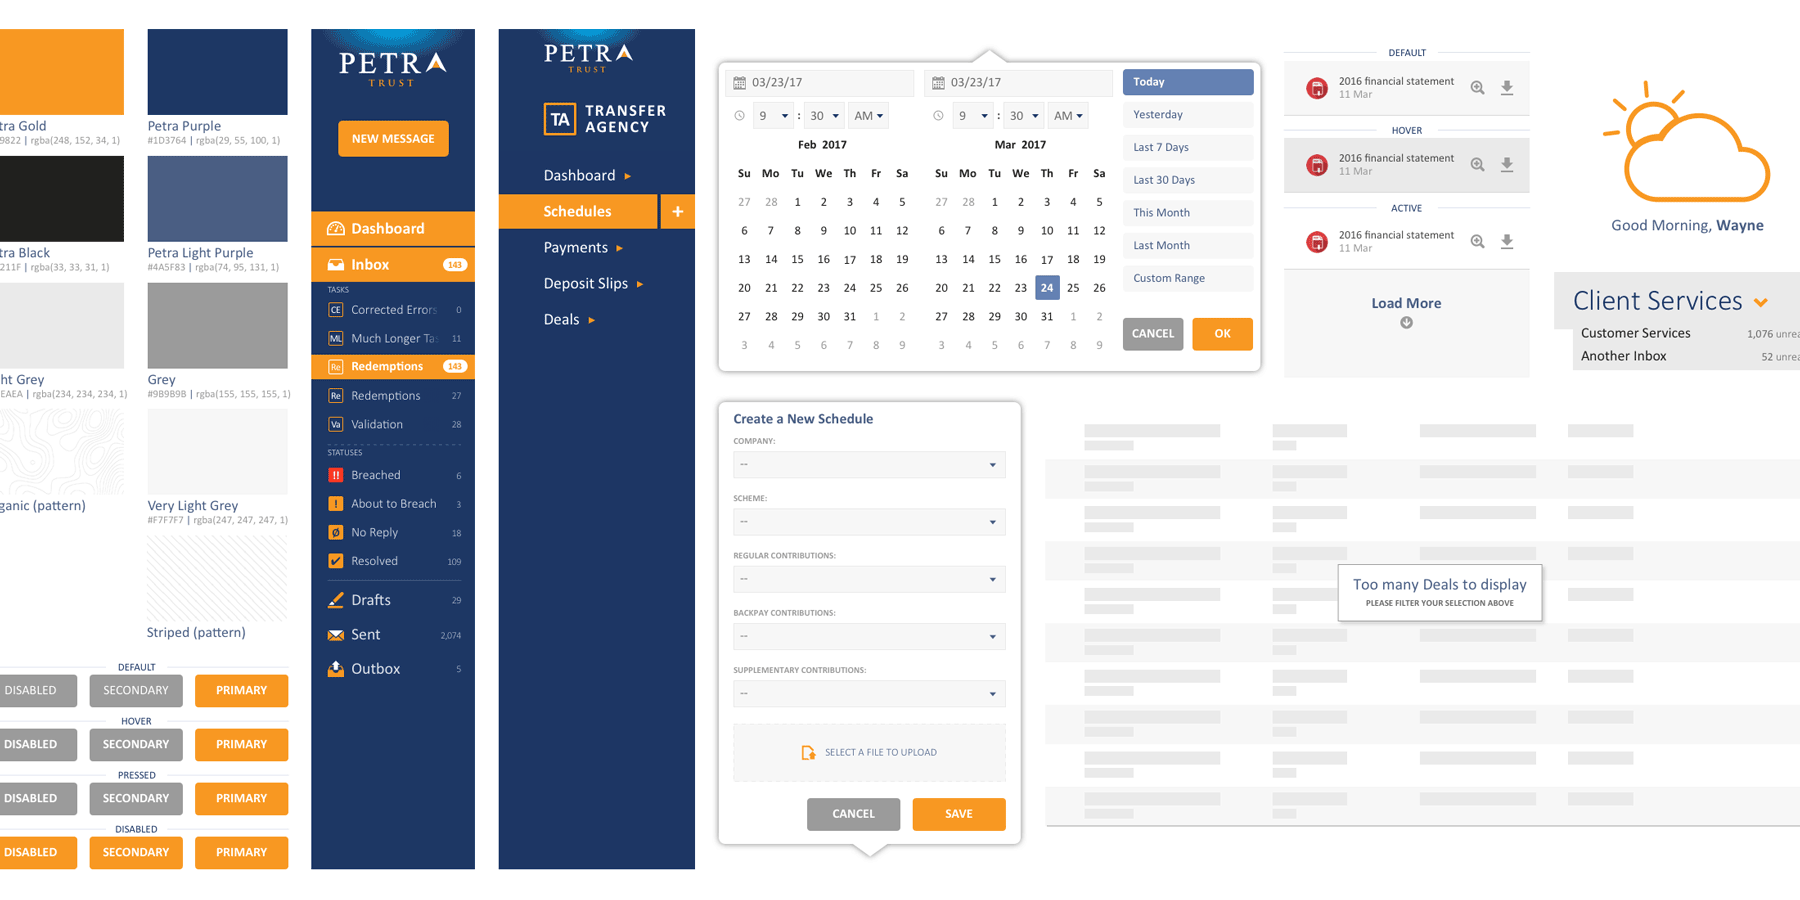 tra Gold
9822 | rgba(248, 152, 34, 1)
Petra Purple
#1D3764 | rgba(29, 55, 100, 1)
tra Black
211F | rgba(33, 33, 31, 1)
Petra Light Purple
#4A5F83 | rgba(74, 95, 131, 1)
ht Grey
EAEA | rgba(234, 234, 234, 1)
Grey
#9B9B9B | rgba(155, 155, 155, 1)
ganic (pattern)
Very Light Grey
#F7F7F7 | rgba(247, 247, 247, 1)
Striped (pattern)
DEFAULT
DISABLED SECONDARY PRIMARY
HOVER
DISABLED SECONDARY PRIMARY
PRESSED
DISABLED SECONDARY PRIMARY
DISABLED
DISABLED SECONDARY PRIMARY
PETRA
TRUST
NEW MESSAGE
Dashboard
Inbox 143
TASKS
CE Corrected Errors 0
ML Much Longer Tas 11
Re Redemptions 143
Re Redemptions 27
Va Validation 28
STATUSES
!! Breached 6
! About to Breach 3
Ø No Reply 18
Resolved 109
Drafts 29
Sent 2,074
Outbox 5
PETRA
TRUST
TA TRANSFER
AGENCY
Dashboard
Schedules +
Payments
Deposit Slips
Deals
03/23/17 03/23/17
9 : 30 AM 9 : 30 AM
Feb 2017
Su Mo Tu We Th Fr Sa
27 28 1 2 3 4 5
6 7 8 9 10 11 12
13 14 15 16 17 18 19
20 21 22 23 24 25 26
27 28 29 30 31 1 2
3 4 5 6 7 8 9
Mar 2017
Su Mo Tu We Th Fr Sa
27 28 1 2 3 4 5
6 7 8 9 10 11 12
13 14 15 16 17 18 19
20 21 22 23 24 25 26
27 28 29 30 31 1 2
3 4 5 6 7 8 9
Today
Yesterday
Last 7 Days
Last 30 Days
This Month
Last Month
Custom Range
CANCEL OK
Create a New Schedule
COMPANY:
--
SCHEME:
--
REGULAR CONTRIBUTIONS:
--
BACKPAY CONTRIBUTIONS:
--
SUPPLEMENTARY CONTRIBUTIONS:
--
SELECT A FILE TO UPLOAD
CANCEL SAVE
DEFAULT
2016 financial statement
11 Mar
HOVER
2016 financial statement
11 Mar
ACTIVE
2016 financial statement
11 Mar
Load More
Good Morning, Wayne
Client Services
Customer Services 1,076 unrea
Another Inbox 52 unrea
Too many Deals to display
PLEASE FILTER YOUR SELECTION ABOVE